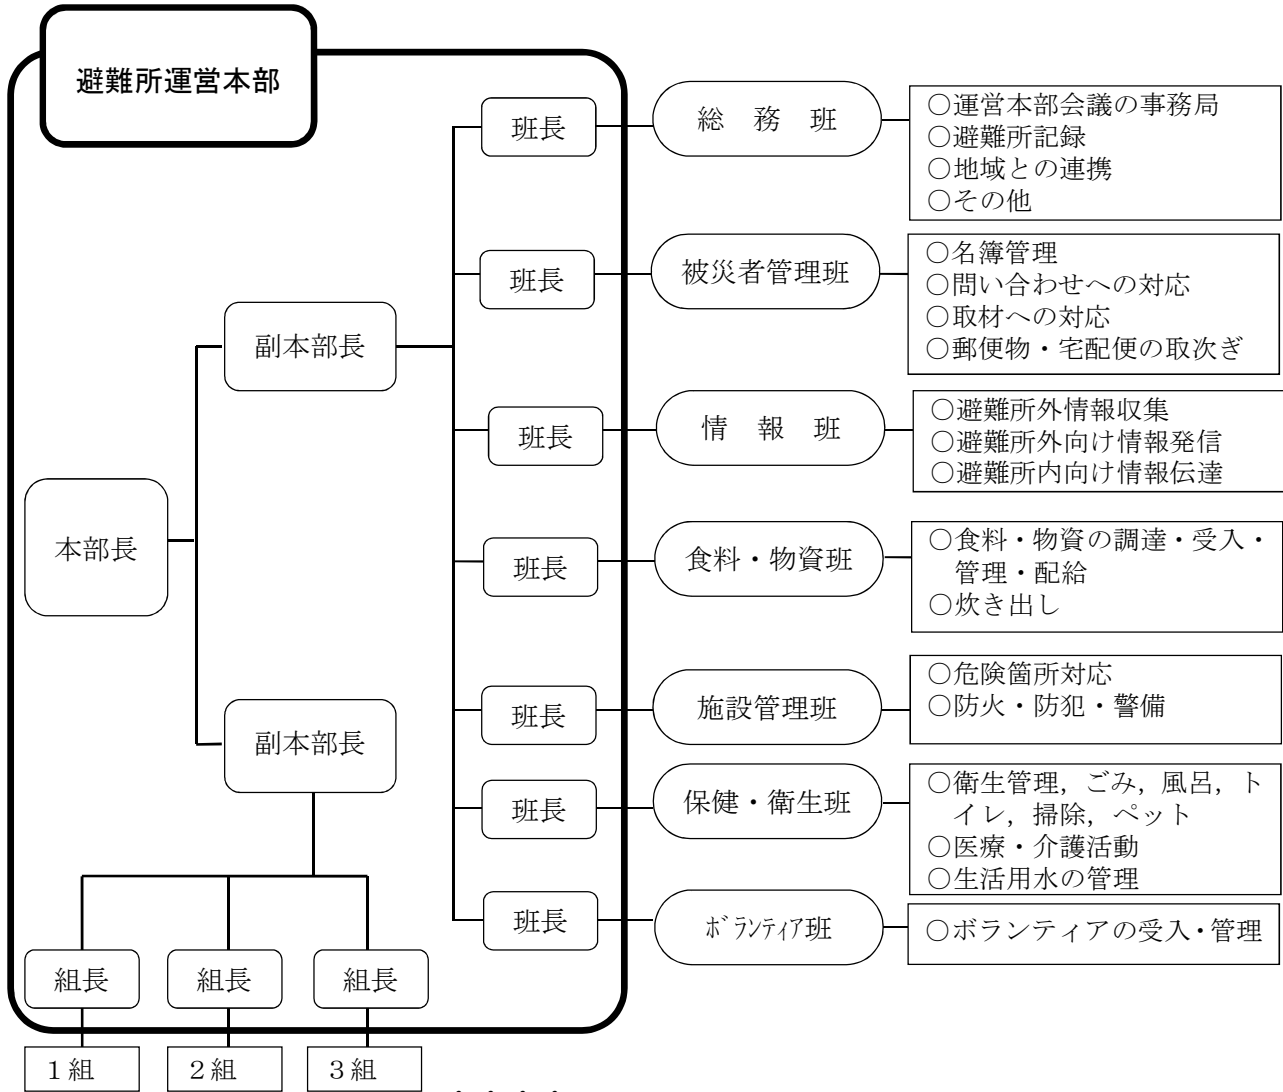 避難所運営本部
班長
総　務　班
○運営本部会議の事務局
○避難所記録
○地域との連携
○その他
班長
被災者管理班
○名簿管理
○問い合わせへの対応
○取材への対応
○郵便物・宅配便の取次ぎ
副本部長
班長
情　報　班
○避難所外情報収集
○避難所外向け情報発信
○避難所内向け情報伝達
本部長
班長
食料・物資班
○食料・物資の調達・受入・
管理・配給
○炊き出し
副本部長
班長
施設管理班
○危険箇所対応
○防火・防犯・警備
班長
保健・衛生班
○衛生管理，ごみ，風呂，ト
イレ，掃除，ペット
○医療・介護活動
○生活用水の管理
班長
ﾎﾞﾗﾝﾃｨｱ班
○ボランティアの受入・管理
組長
組長
組長
１組
２組
３組